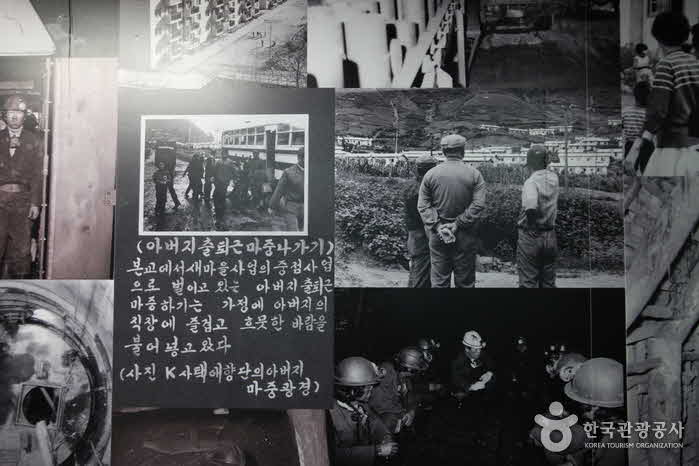 (아버지출퇴근마중나가기)
본교에서새마을사업의중점사업
으로 벌이고 있는 아버지출퇴근
마중하기는 가정에 아버지의
직장에 즐겁고 흐뭇한 바람을
불어 넣고 있다
(사진 K사택애향단의아버지
마중광경)
한국관광공사
KOREA TOURISM ORGANIZATION